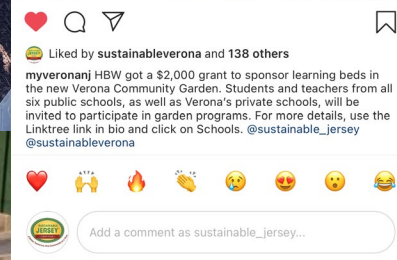 Liked by sustainableverona and 138 others
myveronanj HBW got a $2,000 grant to sponsor learning beds in
the new Verona Community Garden. Students and teachers from all
six public schools, as well as Verona's private schools, will be
invited to participate in garden programs. For more details, use the
Linktree link in bio and click on Schools. @sustainable_jersey
@sustainableverona
JERSEY
Add a comment as sustainable_jersey...